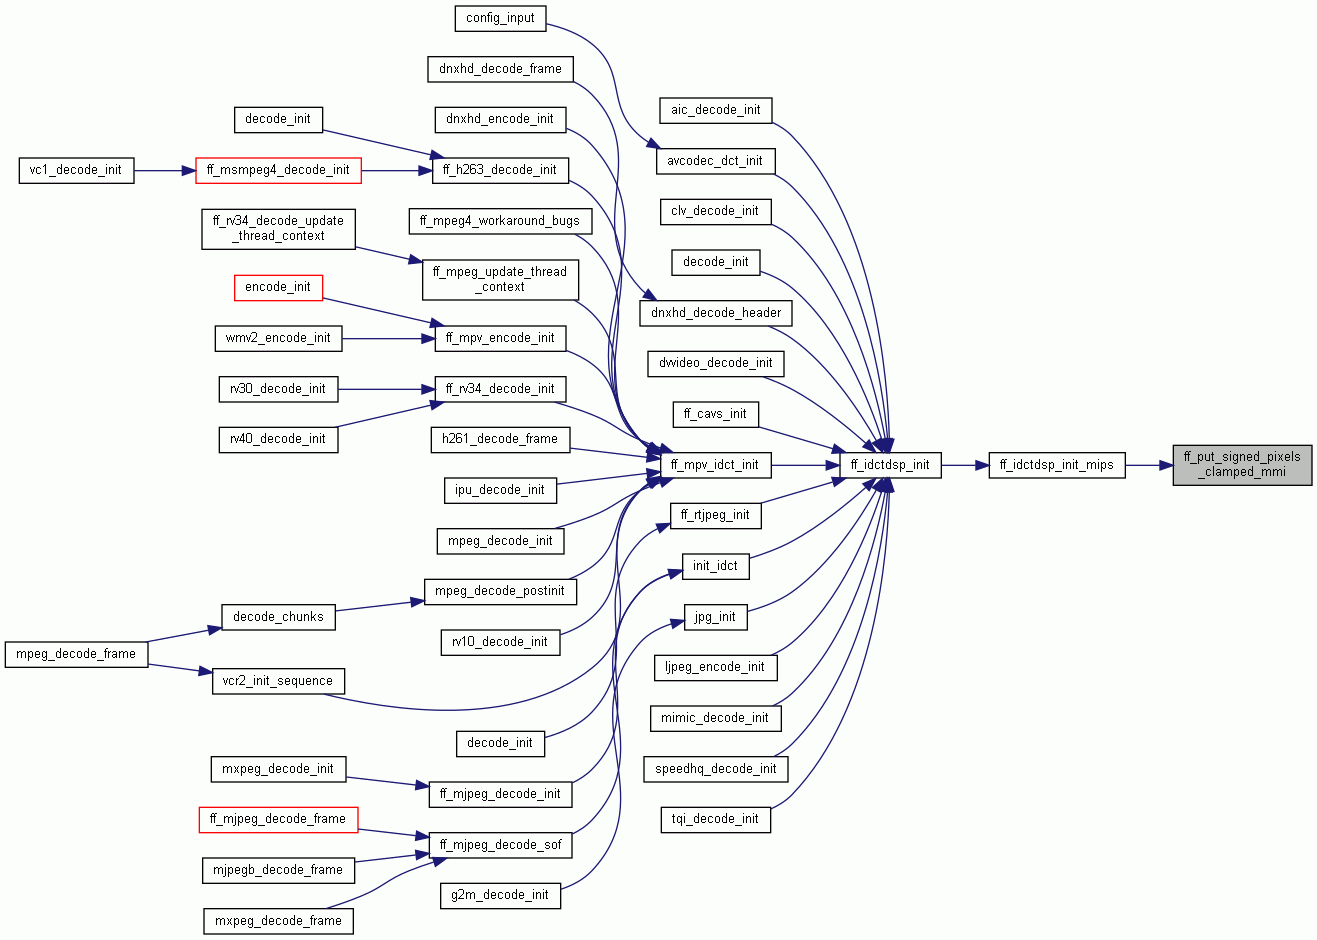 config_input
dnxhd_decode_frame
aic_decode_init
decode_init
dnxhd_encode_init
avcodec_dct_init
vc1_decode_init
ff_msmpeg4_decode_init
ff_h263_decode_init
clv_decode_init
ff_rv34_decode_update
_thread_context
ff_mpeg4_workaround_bugs
decode_init
ff_mpeg_update_thread
_context
encode_init
dnxhd_decode_header
wmv2_encode_init
ff_mpv_encode_init
dvvideo_decode_init
rv30_decode_init
ff_rv34_decode_init
ff_cavs_init
rv40_decode_init
h261_decode_frame
ff_mpv_idct_init
ff_idctdsp_init
ff_idctdsp_init_mips
ff_put_signed_pixels
_clamped_mmi
ipu_decode_init
ff_rtjpeg_init
mpeg_decode_init
init_idct
mpeg_decode_postinit
decode_chunks
jpg_init
mpeg_decode_frame
rv10_decode_init
ljpeg_encode_init
vcr2_init_sequence
mimic_decode_init
decode_init
mxpeg_decode_init
speedhq_decode_init
ff_mjpeg_decode_init
ff_mjpeg_decode_frame
tqi_decode_init
ff_mjpeg_decode_sof
mjpegb_decode_frame
g2m_decode_init
mxpeg_decode_frame